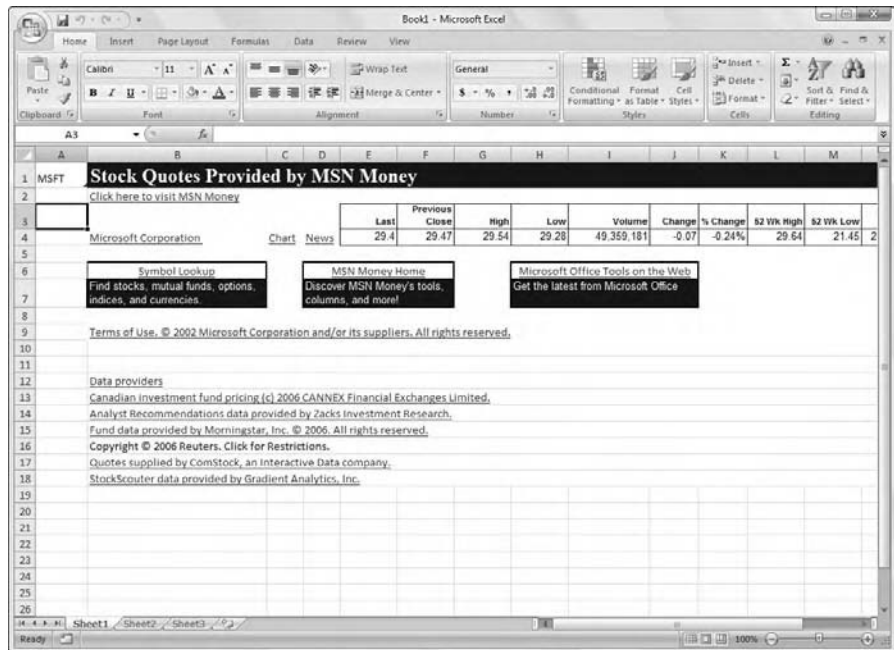 Book1 - Microsoft Excel
Home Insert Page Layout Formulas Data Review View
Paste
Calibri 11 A A
Wrap Text
General
Conditional Formatting Format as Table Cell Styles
Insert
Delete
Format
Sort & Filter Find & Select
B I U A
Merge & Center
$ % ,
Clipboard Font Alignment Number Styles Cells Editing
A3 fx
A B C D E F G H I J K L M
1 MSFT Stock Quotes Provided by MSN Money
2 Click here to visit MSN Money
3 Last Previous Close High Low Volume Change % Change 52 Wk High 52 Wk Low
4 Microsoft Corporation Chart News 29.4 29.47 29.54 29.28 49,359,181 -0.07 -0.24% 29.64 21.45 2
5
6 Symbol Lookup MSN Money Home Microsoft Office Tools on the Web
7 Find stocks, mutual funds, options, indices, and currencies. Discover MSN Money's tools, columns, and more! Get the latest from Microsoft Office
8
9 Terms of Use. © 2002 Microsoft Corporation and/or its suppliers. All rights reserved.
10
11
12 Data providers
13 Canadian investment fund pricing (c) 2006 CANNEX Financial Exchanges Limited.
14 Analyst Recommendations data provided by Zacks Investment Research.
15 Fund data provided by Morningstar, Inc. © 2006. All rights reserved.
16 Copyright © 2006 Reuters. Click for Restrictions.
17 Quotes supplied by ComStock, an Interactive Data company.
18 StockScouter data provided by Gradient Analytics, Inc.
19
20
21
22
23
24
25
26
Sheet1 Sheet2 Sheet3
Ready 100%